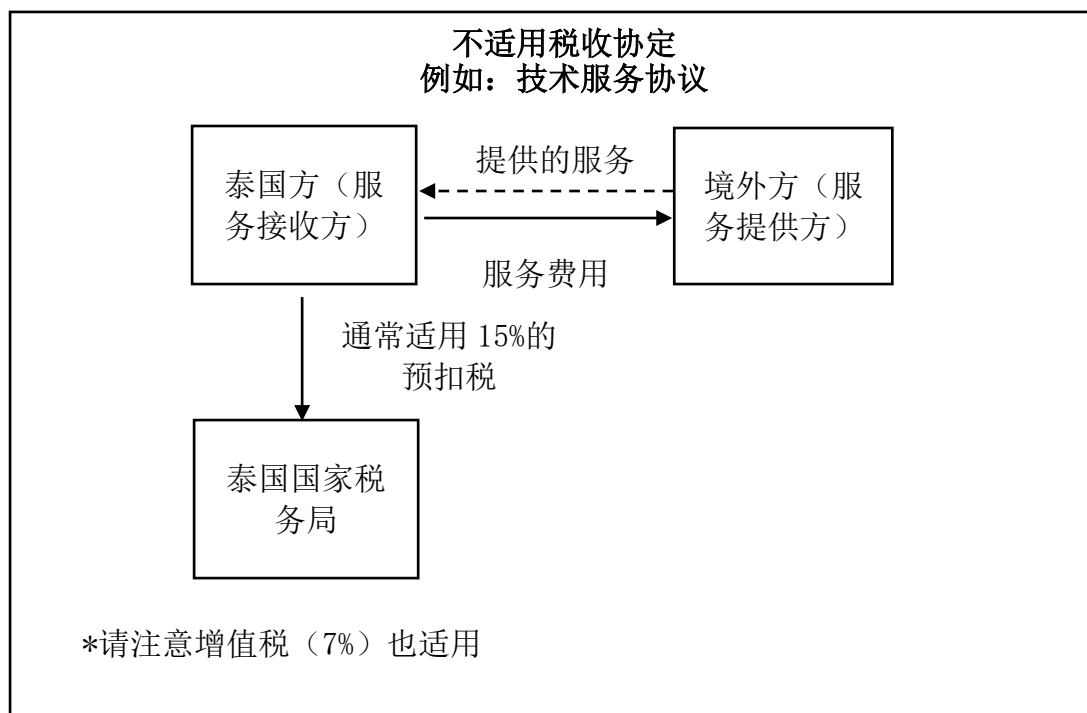 不适用税收协定
例如：技术服务协议
提供的服务
泰国方（服
务接收方）
境外方（服
务提供方）
服务费用
通常适用 15%的
预扣税
泰国国家税
务局
*请注意增值税（7%）也适用